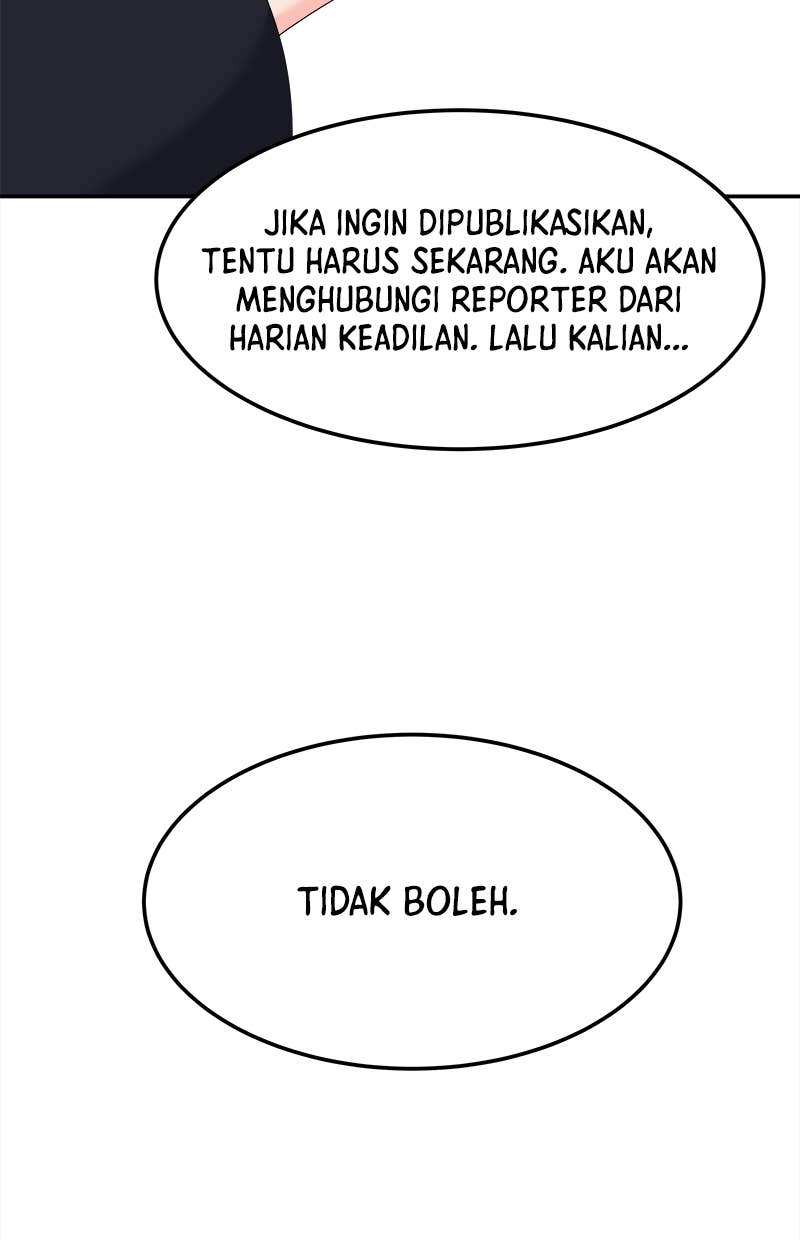 JIKA INGIN DIPUBLIKASIKAN,
TENTU HARUS SEKARANG. AKU AKAN
MENGHUBUNGI REPORTER DARI
HARIAN KEADILAN. LALU KALIAN...
TIDAK BOLEH.